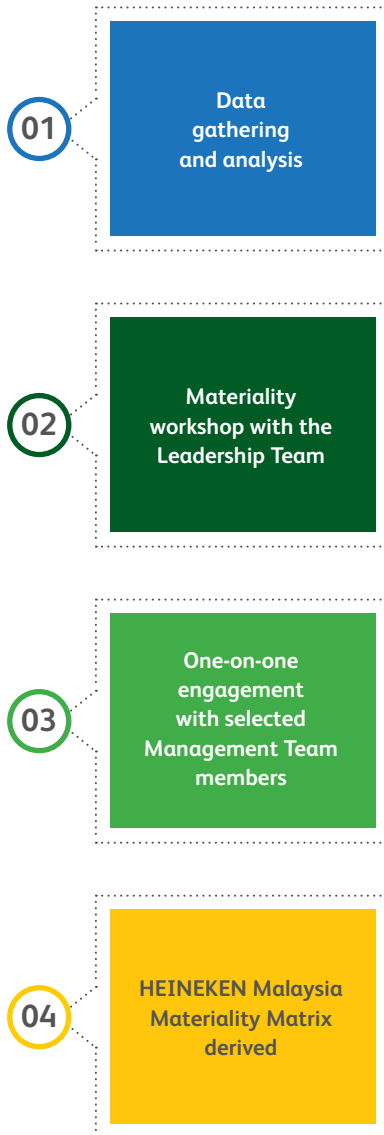 01
Data
gathering
and analysis
02
Materiality
workshop with the
Leadership Team
03
One-on-one
engagement
with selected
Management Team
members
04
HEINEKEN Malaysia
Materiality Matrix
derived